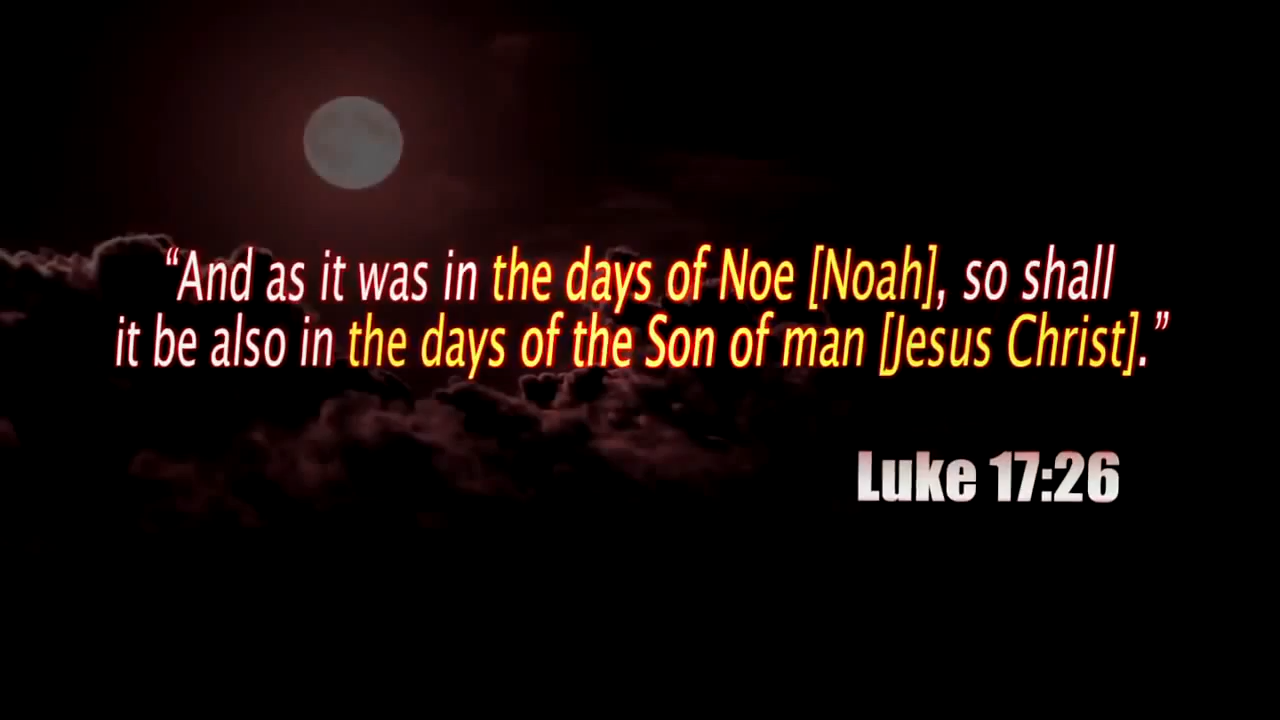 “And as it was in the days of Noe [Noah], so shall
it be also in the days of the Son of man [Jesus Christ].”
Luke 17:26